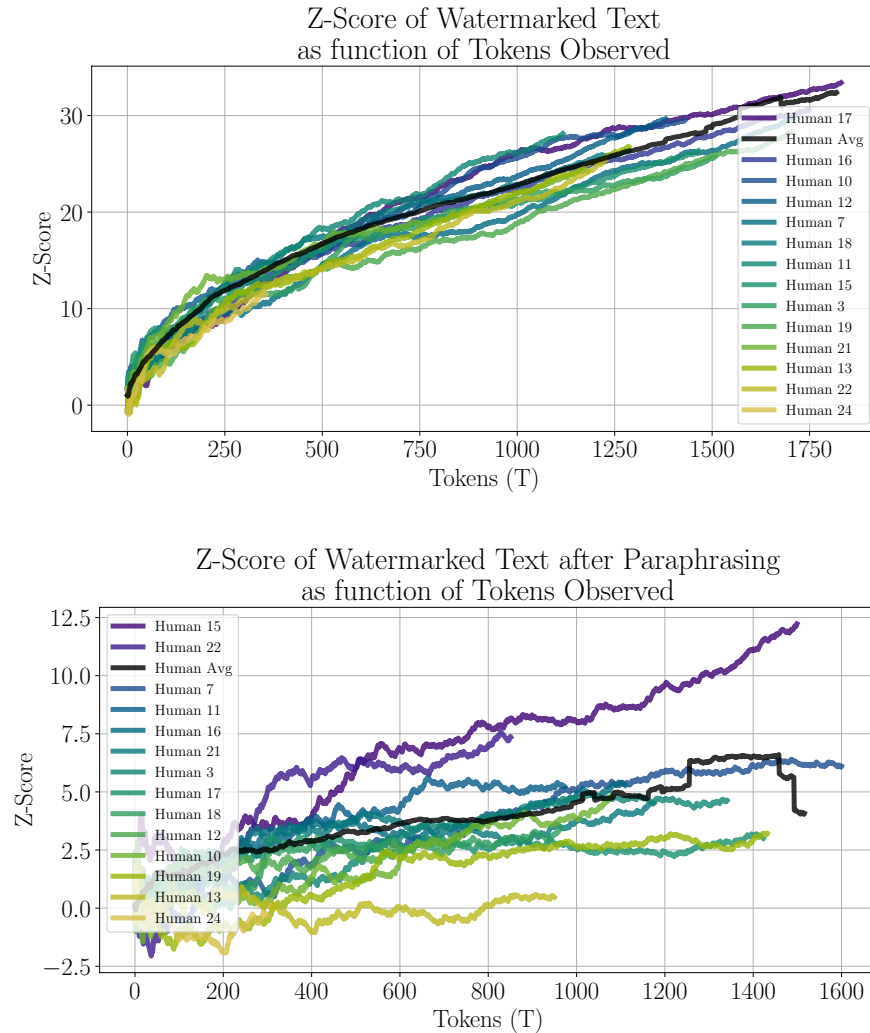 Z-Score of Watermarked Text
as function of Tokens Observed
Z-Score
30
20
10
0
Human 17
Human Avg
Human 16
Human 10
Human 12
Human 7
Human 18
Human 11
Human 15
Human 3
Human 19
Human 21
Human 13
Human 22
Human 24
0 250 500 750 1000 1250 1500 1750
Tokens (T)
Z-Score of Watermarked Text after Paraphrasing
as function of Tokens Observed
Z-Score
12.5
10.0
7.5
5.0
2.5
0.0
−2.5
Human 15
Human 22
Human Avg
Human 7
Human 11
Human 16
Human 21
Human 3
Human 17
Human 18
Human 12
Human 10
Human 19
Human 13
Human 24
0 200 400 600 800 1000 1200 1400 1600
Tokens (T)